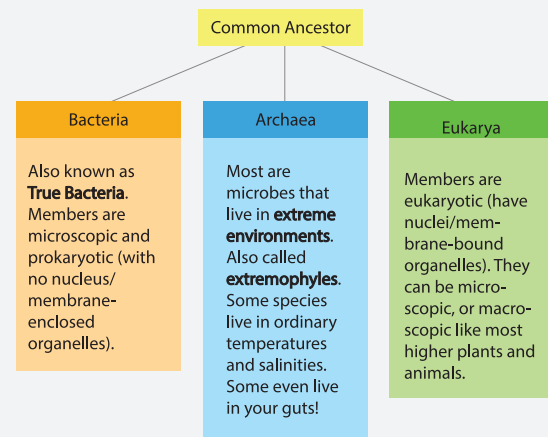 Common Ancestor
Bacteria
Also known as
True Bacteria.
Members are
microscopic and
prokaryotic (with
no nucleus/
membrane-
enclosed
organelles).
Archaea
Most are
microbes that
live in extreme
environments.
Also called
extremophyles.
Some species
live in ordinary
temperatures
and salinities.
Some even live
in your guts!
Eukarya
Members are
eukaryotic (have
nuclei/mem-
brane-bound
organelles). They
can be micro-
scopic, or macro-
scopic like most
higher plants and
animals.